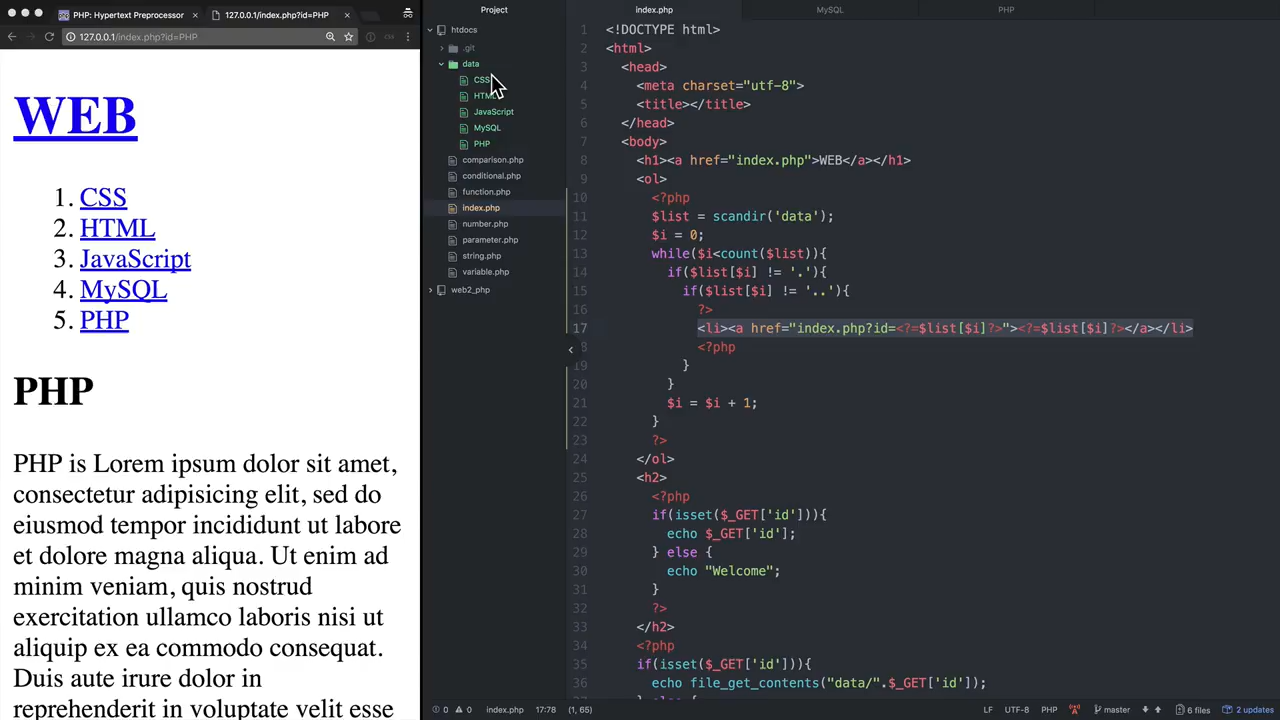 PHP: Hypertext Preprocessor
127.0.0.1/index.php?id=PHP
127.0.0.1/index.php?id=PHP
WEB
1. CSS
2. HTML
3. JavaScript
4. MySQL
5. PHP
PHP
PHP is Lorem ipsum dolor sit amet,
consectetur adipisicing elit, sed do
eiusmod tempor incididunt ut labore
et dolore magna aliqua. Ut enim ad
minim veniam, quis nostrud
exercitation ullamco laboris nisi ut
aliquip ex ea commodo consequat.
Duis aute irure dolor in
reprehenderit in voluptate velit esse
Project
htdocs
.git
data
CSS
HTML
JavaScript
MySQL
PHP
comparison.php
conditional.php
function.php
index.php
number.php
parameter.php
string.php
variable.php
web2_php
index.php
MySQL
PHP
1 <!DOCTYPE html>
2 <html>
3 <head>
4 <meta charset="utf-8">
5 <title></title>
6 </head>
7 <body>
8 <h1><a href="index.php">WEB</a></h1>
9 <ol>
10 <?php
11 $list = scandir('data');
12 $i = 0;
13 while($i<count($list)){
14 if($list[$i] != '.'){
15 if($list[$i] != '..'){
16 ?>
17 <li><a href="index.php?id=<?=$list[$i]?>"><?=$list[$i]?></a></li>
8 <?php
19 }
20 }
21 $i = $i + 1;
22 }
23 ?>
24 </ol>
25 <h2>
26 <?php
27 if(isset($_GET['id'])){
28 echo $_GET['id'];
29 } else {
30 echo "Welcome";
31 }
32 ?>
33 </h2>
34 <?php
35 if(isset($_GET['id'])){
36 echo file_get_contents("data/".$_GET['id']);
37 } else {
0 0 index.php 17:78 (1, 65)
LF UTF-8 PHP master 6 files 2 updates